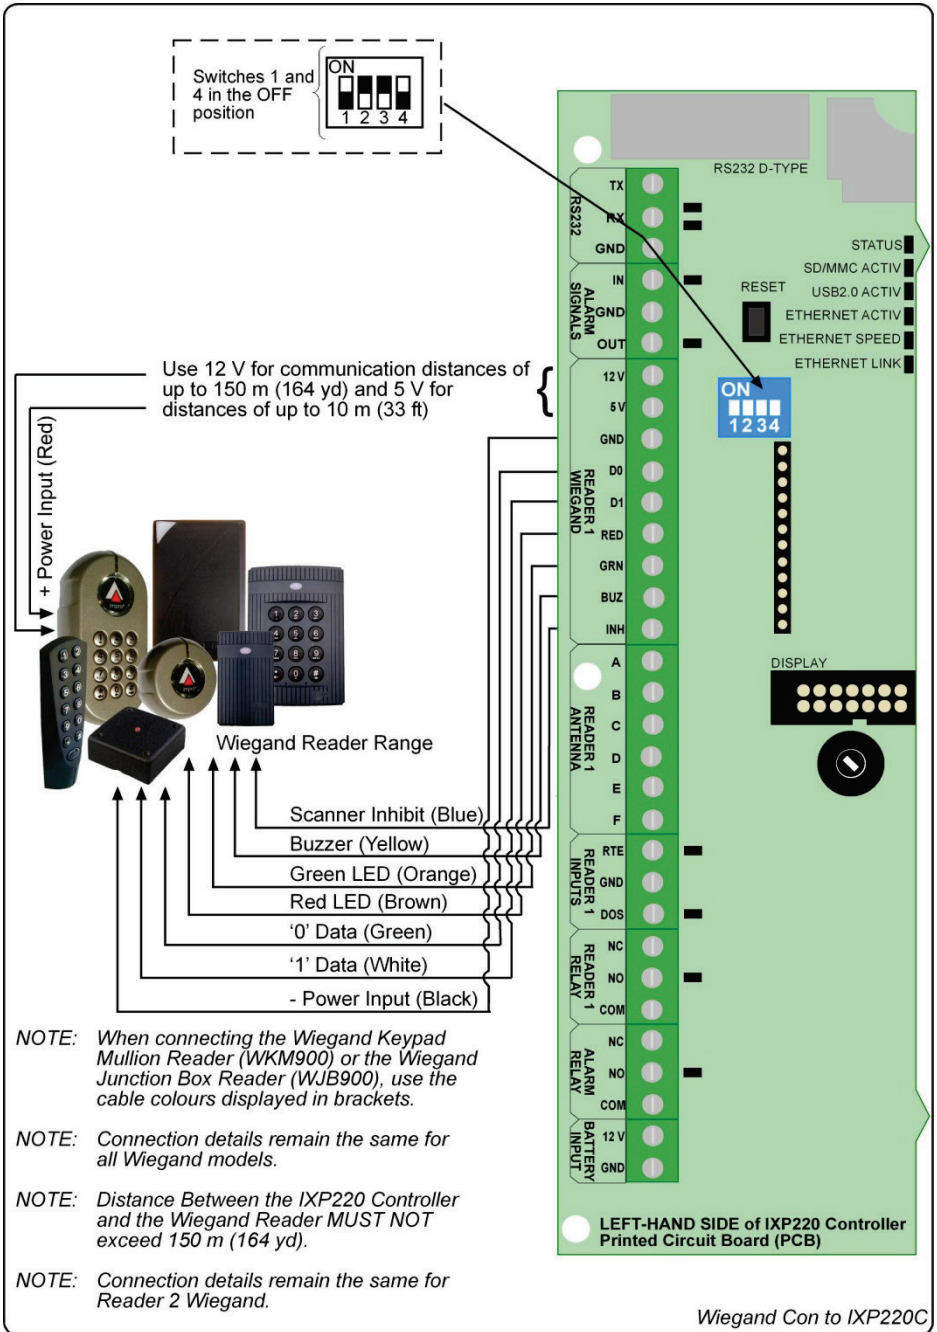 Switches 1 and
4 in the OFF
position
ON
1 2 3 4
RS232 D-TYPE
RS232
TX
RX
GND
ALARM
SIGNALS
IN
GND
OUT
STATUS
SD/MMC ACTIV
USB2.0 ACTIV
ETHERNET ACTIV
ETHERNET SPEED
ETHERNET LINK
RESET
ON
1234
Use 12 V for communication distances of
up to 150 m (164 yd) and 5 V for
distances of up to 10 m (33 ft)
+ Power Input (Red)
READER 1
WIEGAND
12 V
5 V
GND
D0
D1
RED
GRN
BUZ
INH
READER 1
ANTENNA
A
B
C
D
E
F
DISPLAY
Wiegand Reader Range
Scanner Inhibit (Blue)
Buzzer (Yellow)
Green LED (Orange)
Red LED (Brown)
‘0’ Data (Green)
‘1’ Data (White)
- Power Input (Black)
READER 1
INPUTS
RTE
GND
DOS
READER 1
RELAY
NC
NO
COM
ALARM
RELAY
NC
NO
COM
BATTERY
INPUT
12 V
GND
NOTE: When connecting the Wiegand Keypad
Mullion Reader (WKM900) or the Wiegand
Junction Box Reader (WJB900), use the
cable colours displayed in brackets.
NOTE: Connection details remain the same for
all Wiegand models.
NOTE: Distance Between the IXP220 Controller
and the Wiegand Reader MUST NOT
exceed 150 m (164 yd).
NOTE: Connection details remain the same for
Reader 2 Wiegand.
LEFT-HAND SIDE of IXP220 Controller
Printed Circuit Board (PCB)
Wiegand Con to IXP220C